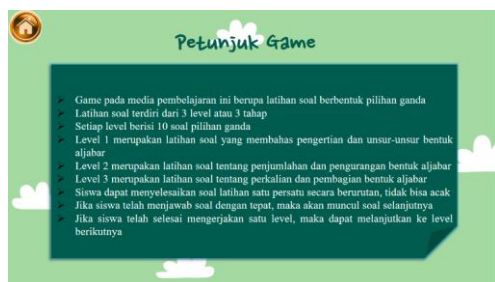 Petunjuk Game
➢ Game pada media pembelajaran ini berupa latihan soal berbentuk pilihan ganda
➢ Latihan soal terdiri dari 3 level atau 3 tahap
➢ Setiap level berisi 10 soal pilihan ganda
➢ Level 1 merupakan latihan soal yang membahas pengertian dan unsur-unsur bentuk
aljabar
➢ Level 2 merupakan latihan soal tentang penjumlahan dan pengurangan bentuk aljabar
➢ Level 3 merupakan latihan soal tentang perkalian dan pembagian bentuk aljabar
➢ Siswa dapat menyelesaikan soal latihan satu persatu secara berurutan, tidak bisa acak
➢ Jika siswa telah menjawab soal dengan tepat, maka akan muncul soal selanjutnya
➢ Jika siswa telah selesai mengerjakan satu level, maka dapat melanjutkan ke level
berikutnya